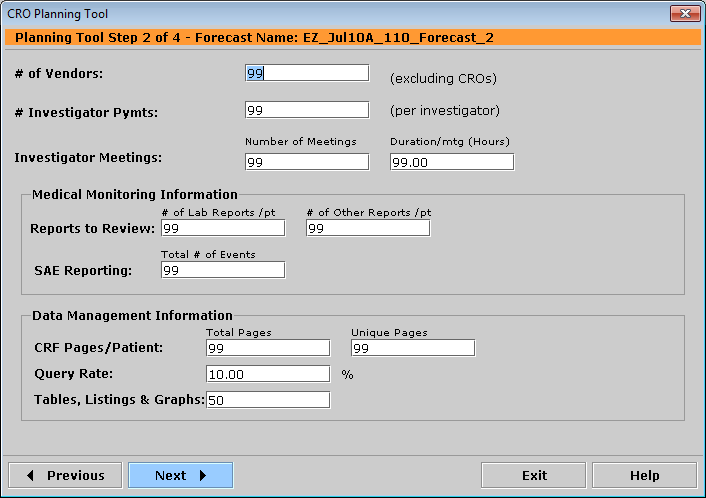 CRO Planning Tool
Planning Tool Step 2 of 4 - Forecast Name: EZ_Jul10A_110_Forecast_2
# of Vendors: 99 (excluding CROs)
# Investigator Pymts: 99 (per investigator)
Number of Meetings Duration/mtg (Hours)
Investigator Meetings: 99 99.00
Medical Monitoring Information
# of Lab Reports /pt # of Other Reports /pt
Reports to Review: 99 99
Total # of Events
SAE Reporting: 99
Data Management Information
Total Pages Unique Pages
CRF Pages/Patient: 99 99
Query Rate: 10.00 %
Tables, Listings & Graphs: 50
Previous Next Exit Help